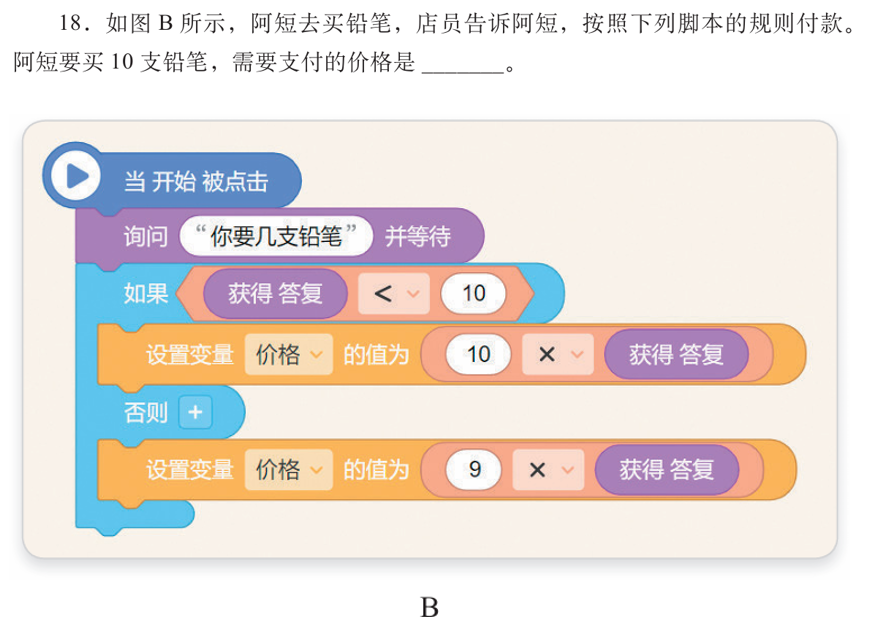 18．如图 B 所示，阿短去买铅笔，店员告诉阿短，按照下列脚本的规则付款。
阿短要买 10 支铅笔，需要支付的价格是 _______。
当 开始 被点击
询问 “你要几支铅笔” 并等待
如果 获得 答复 < 10
设置变量 价格 的值为 10 × 获得 答复
否则 +
设置变量 价格 的值为 9 × 获得 答复
B